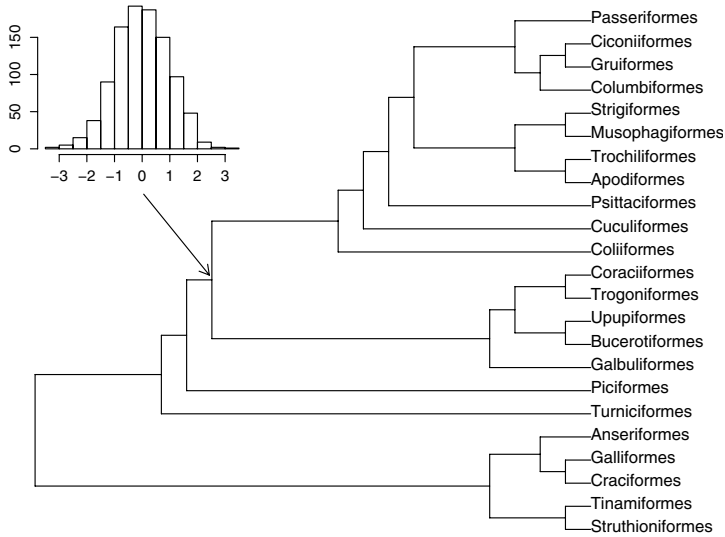 150
100
50
0
−3 −2 −1 0 1 2 3
Passeriformes
Ciconiiformes
Gruiformes
Columbiformes
Strigiformes
Musophagiformes
Trochiliformes
Apodiformes
Psittaciformes
Cuculiformes
Coliiformes
Coraciiformes
Trogoniformes
Upupiformes
Bucerotiformes
Galbuliformes
Piciformes
Turniciformes
Anseriformes
Galliformes
Craciformes
Tinamiformes
Struthioniformes